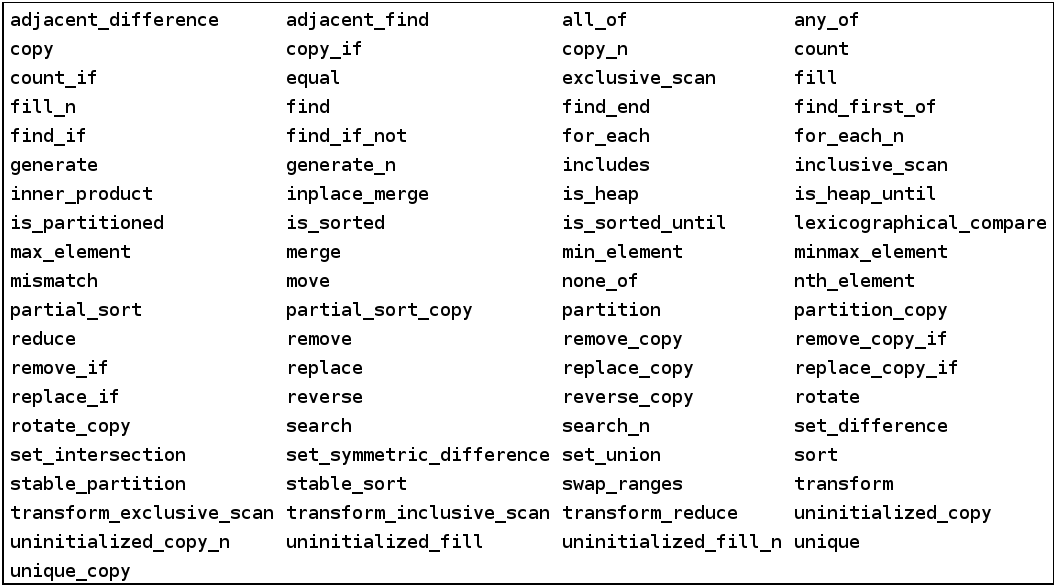 adjacent_difference adjacent_find all_of any_of
copy copy_if copy_n count
count_if equal exclusive_scan fill
fill_n find find_end find_first_of
find_if find_if_not for_each for_each_n
generate generate_n includes inclusive_scan
inner_product inplace_merge is_heap is_heap_until
is_partitioned is_sorted is_sorted_until lexicographical_compare
max_element merge min_element minmax_element
mismatch move none_of nth_element
partial_sort partial_sort_copy partition partition_copy
reduce remove remove_copy remove_copy_if
remove_if replace replace_copy replace_copy_if
replace_if reverse reverse_copy rotate
rotate_copy search search_n set_difference
set_intersection set_symmetric_difference set_union sort
stable_partition stable_sort swap_ranges transform
transform_exclusive_scan transform_inclusive_scan transform_reduce uninitialized_copy
uninitialized_copy_n uninitialized_fill uninitialized_fill_n unique
unique_copy